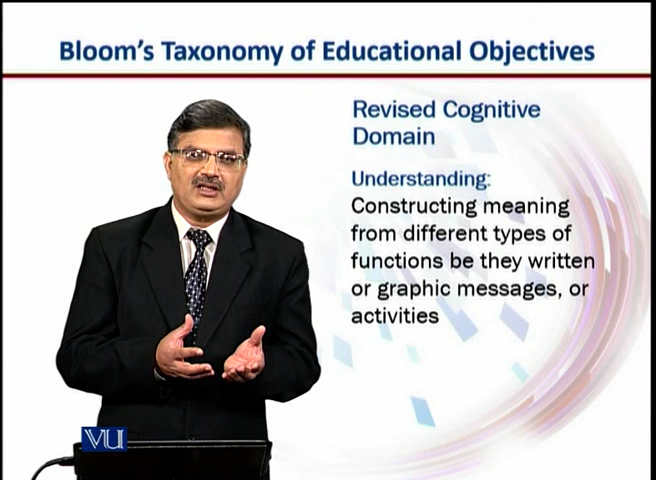 Bloom's Taxonomy of Educational Objectives
Revised Cognitive
Domain
Understanding:
Constructing meaning
from different types of
functions be they written
or graphic messages, or
activities
VU